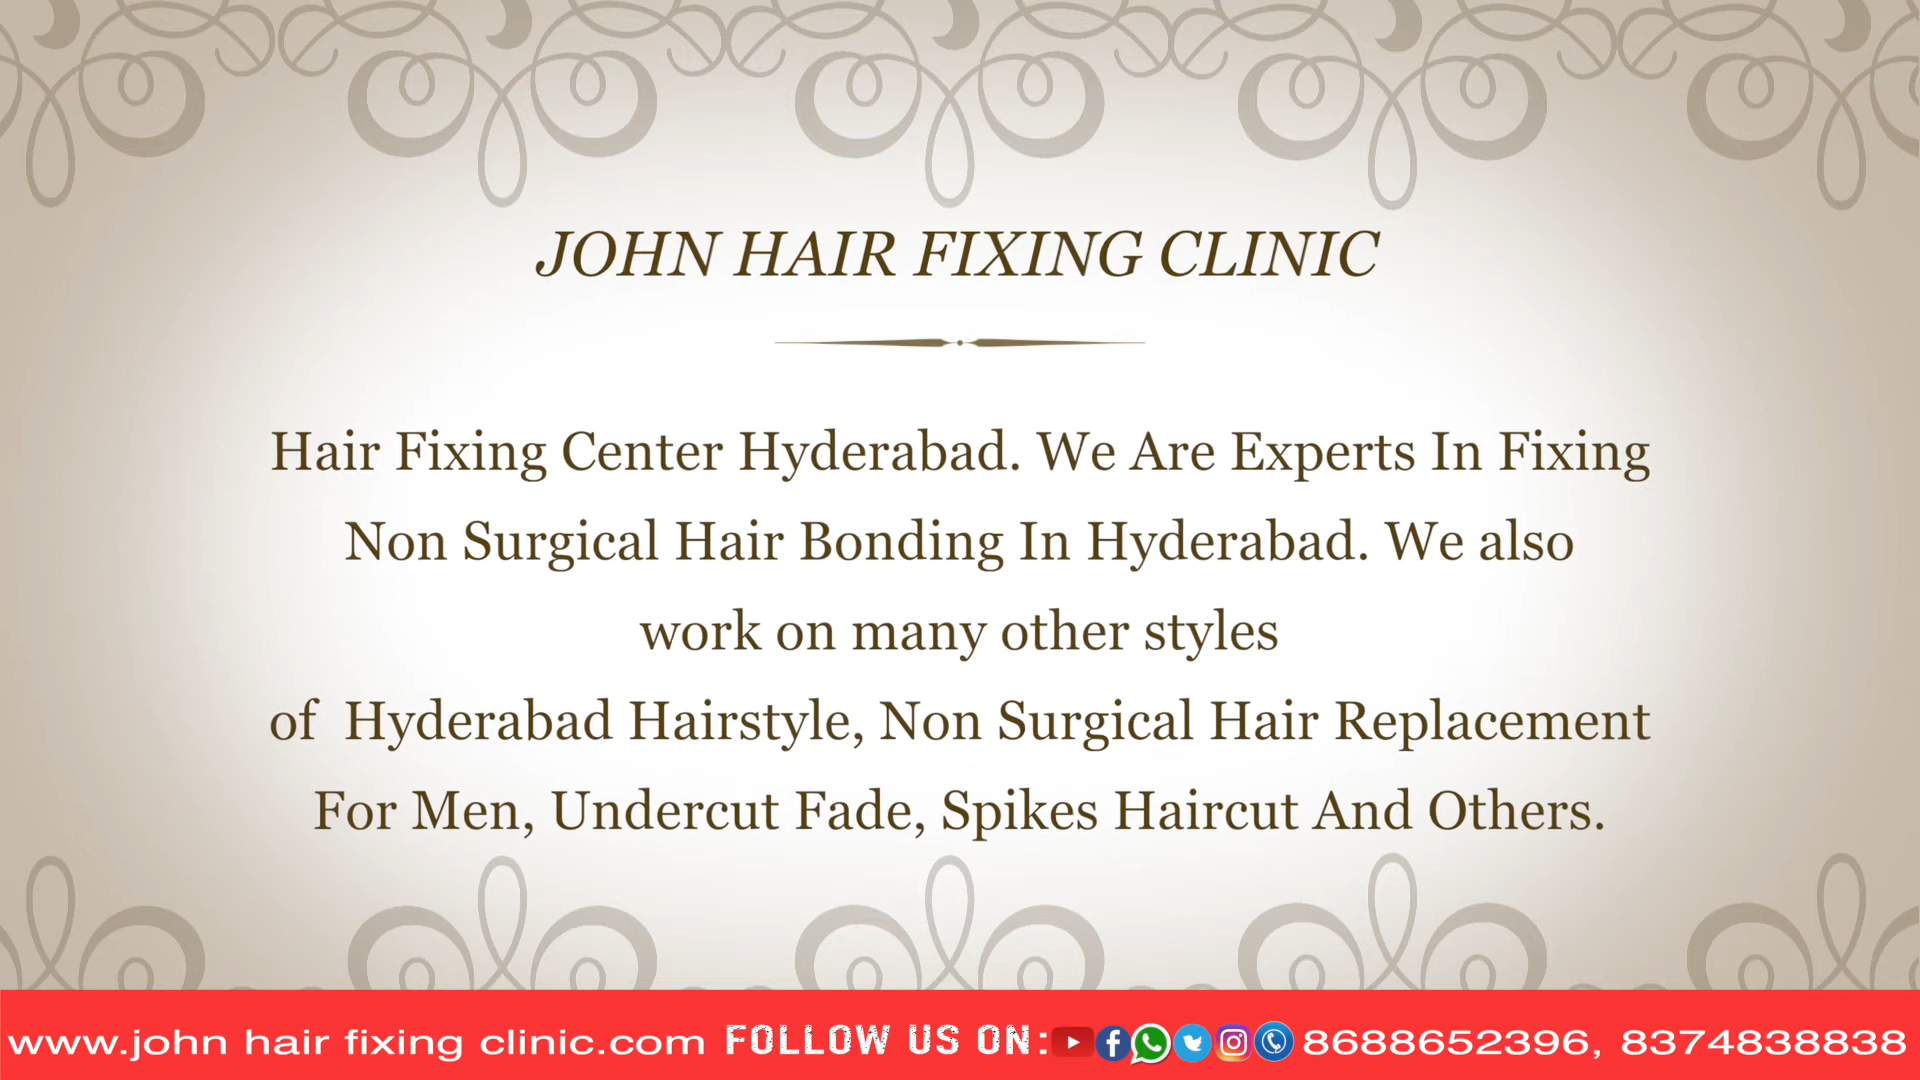 JOHN HAIR FIXING CLINIC
Hair Fixing Center Hyderabad. We Are Experts In Fixing
Non Surgical Hair Bonding In Hyderabad. We also
work on many other styles
of  Hyderabad Hairstyle, Non Surgical Hair Replacement
For Men, Undercut Fade, Spikes Haircut And Others.
www.john hair fixing clinic.com FOLLOW US ON: 8688652396, 8374838838